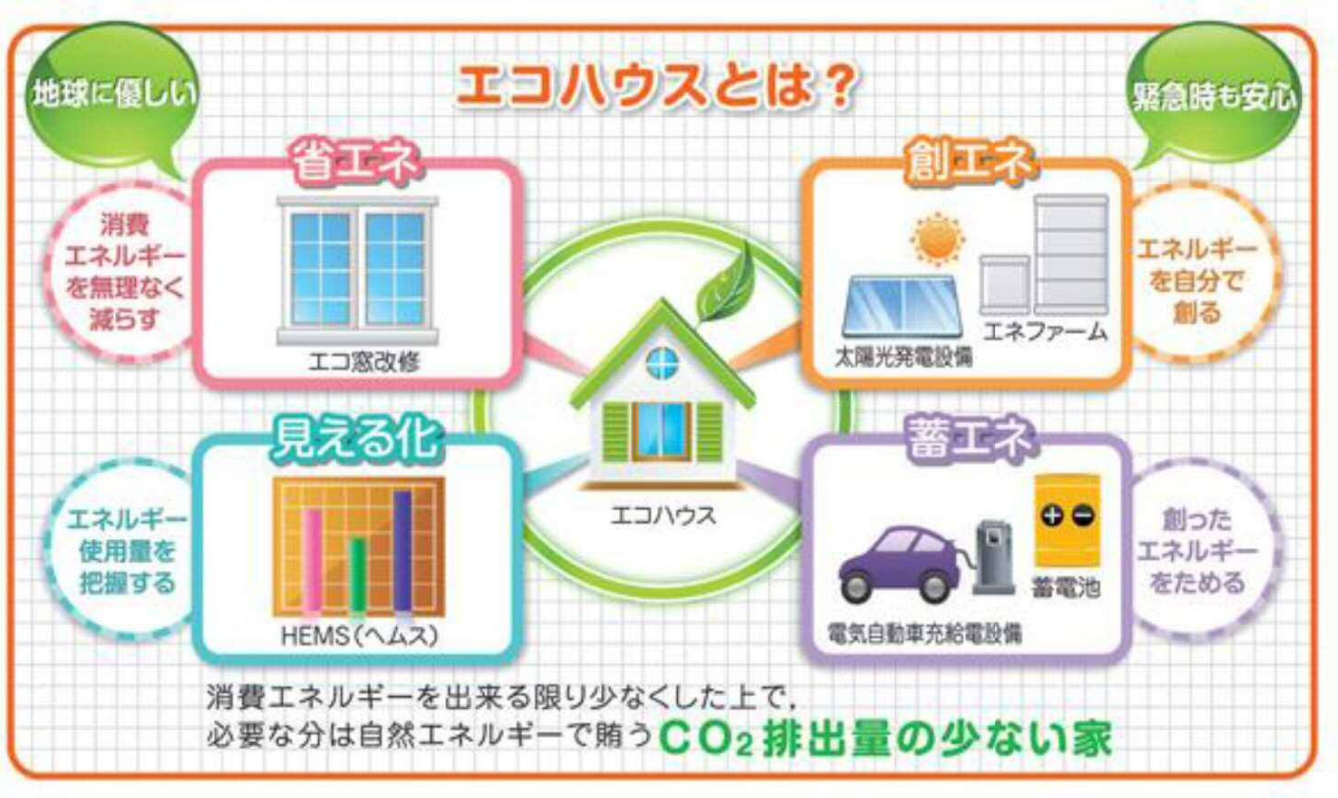 エコハウスとは？
地球に優しい
緊急時も安心
省エネ
消費
エネルギー
を無理なく
減らす
エコ窓改修
創エネ
太陽光発電設備
エネファーム
エネルギー
を自分で
創る
エコハウス
見える化
エネルギー
使用量を
把握する
HEMS(ヘムス)
蓄エネ
電気自動車充給電設備
蓄電池
創った
エネルギー
をためる
消費エネルギーを出来る限り少なくした上で,
必要な分は自然エネルギーで賄うCO₂排出量の少ない家